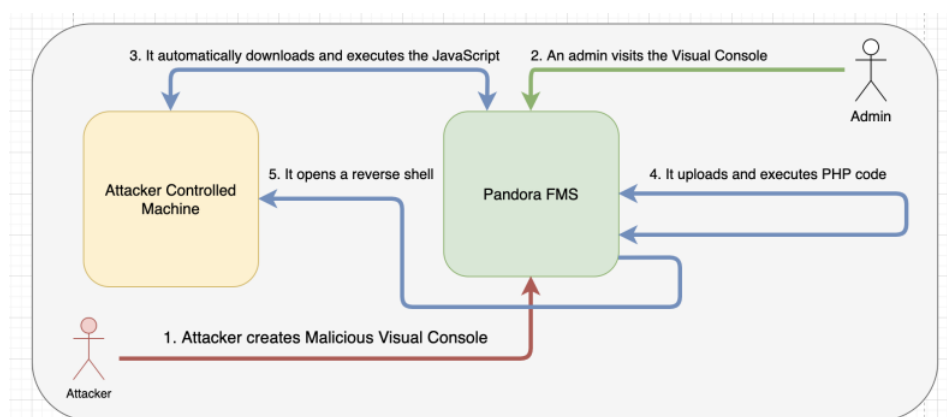 3. It automatically downloads and executes the JavaScript
2. An admin visits the Visual Console
Admin
Attacker Controlled
Machine
5. It opens a reverse shell
Pandora FMS
4. It uploads and executes PHP code
1. Attacker creates Malicious Visual Console
Attacker